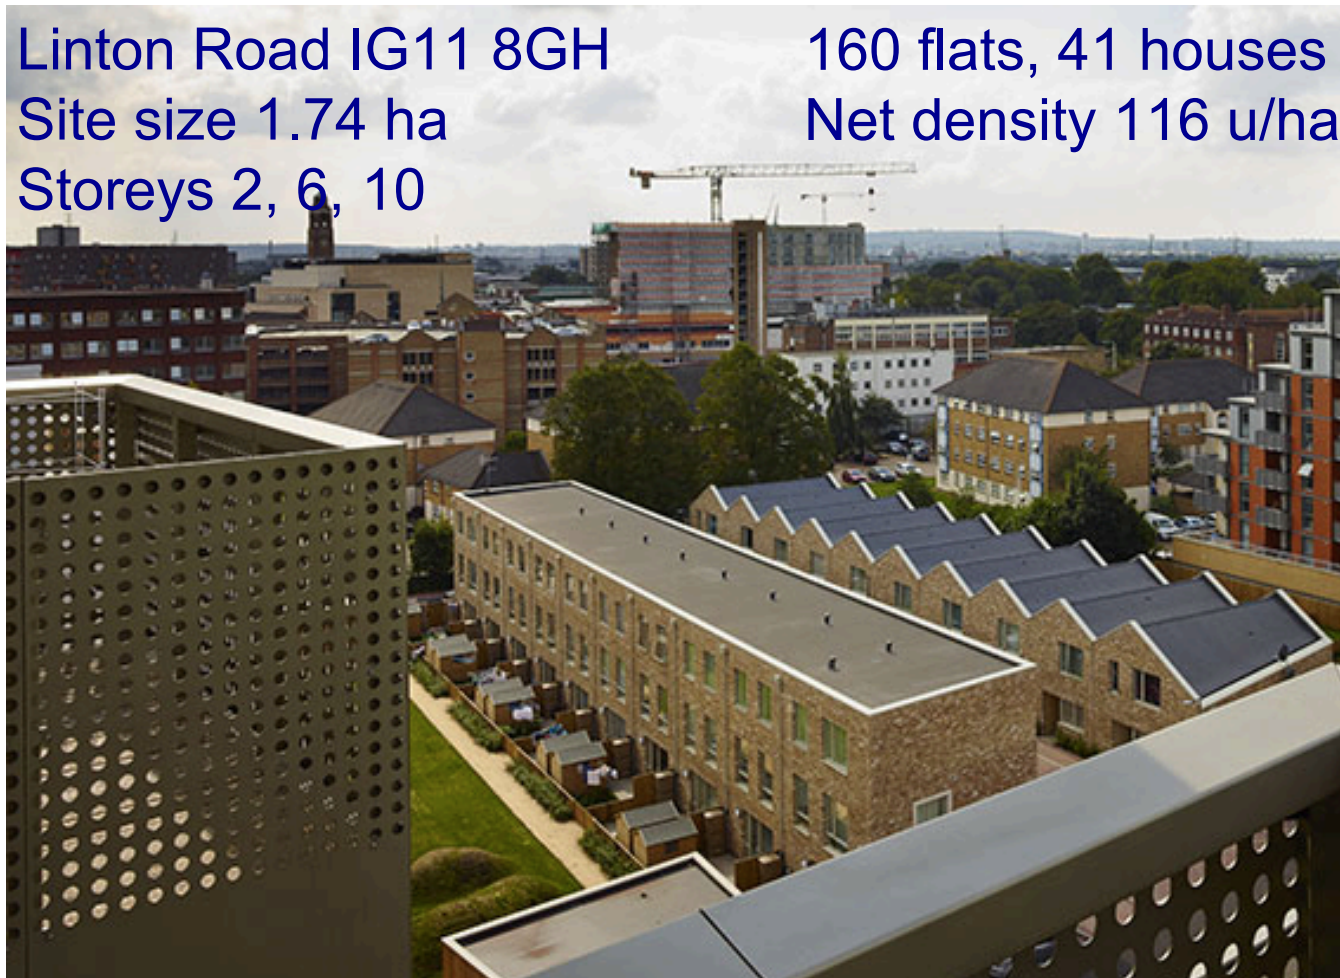 Linton Road IG11 8GH
Site size 1.74 ha
Storeys 2, 6, 10
160 flats, 41 houses
Net density 116 u/ha